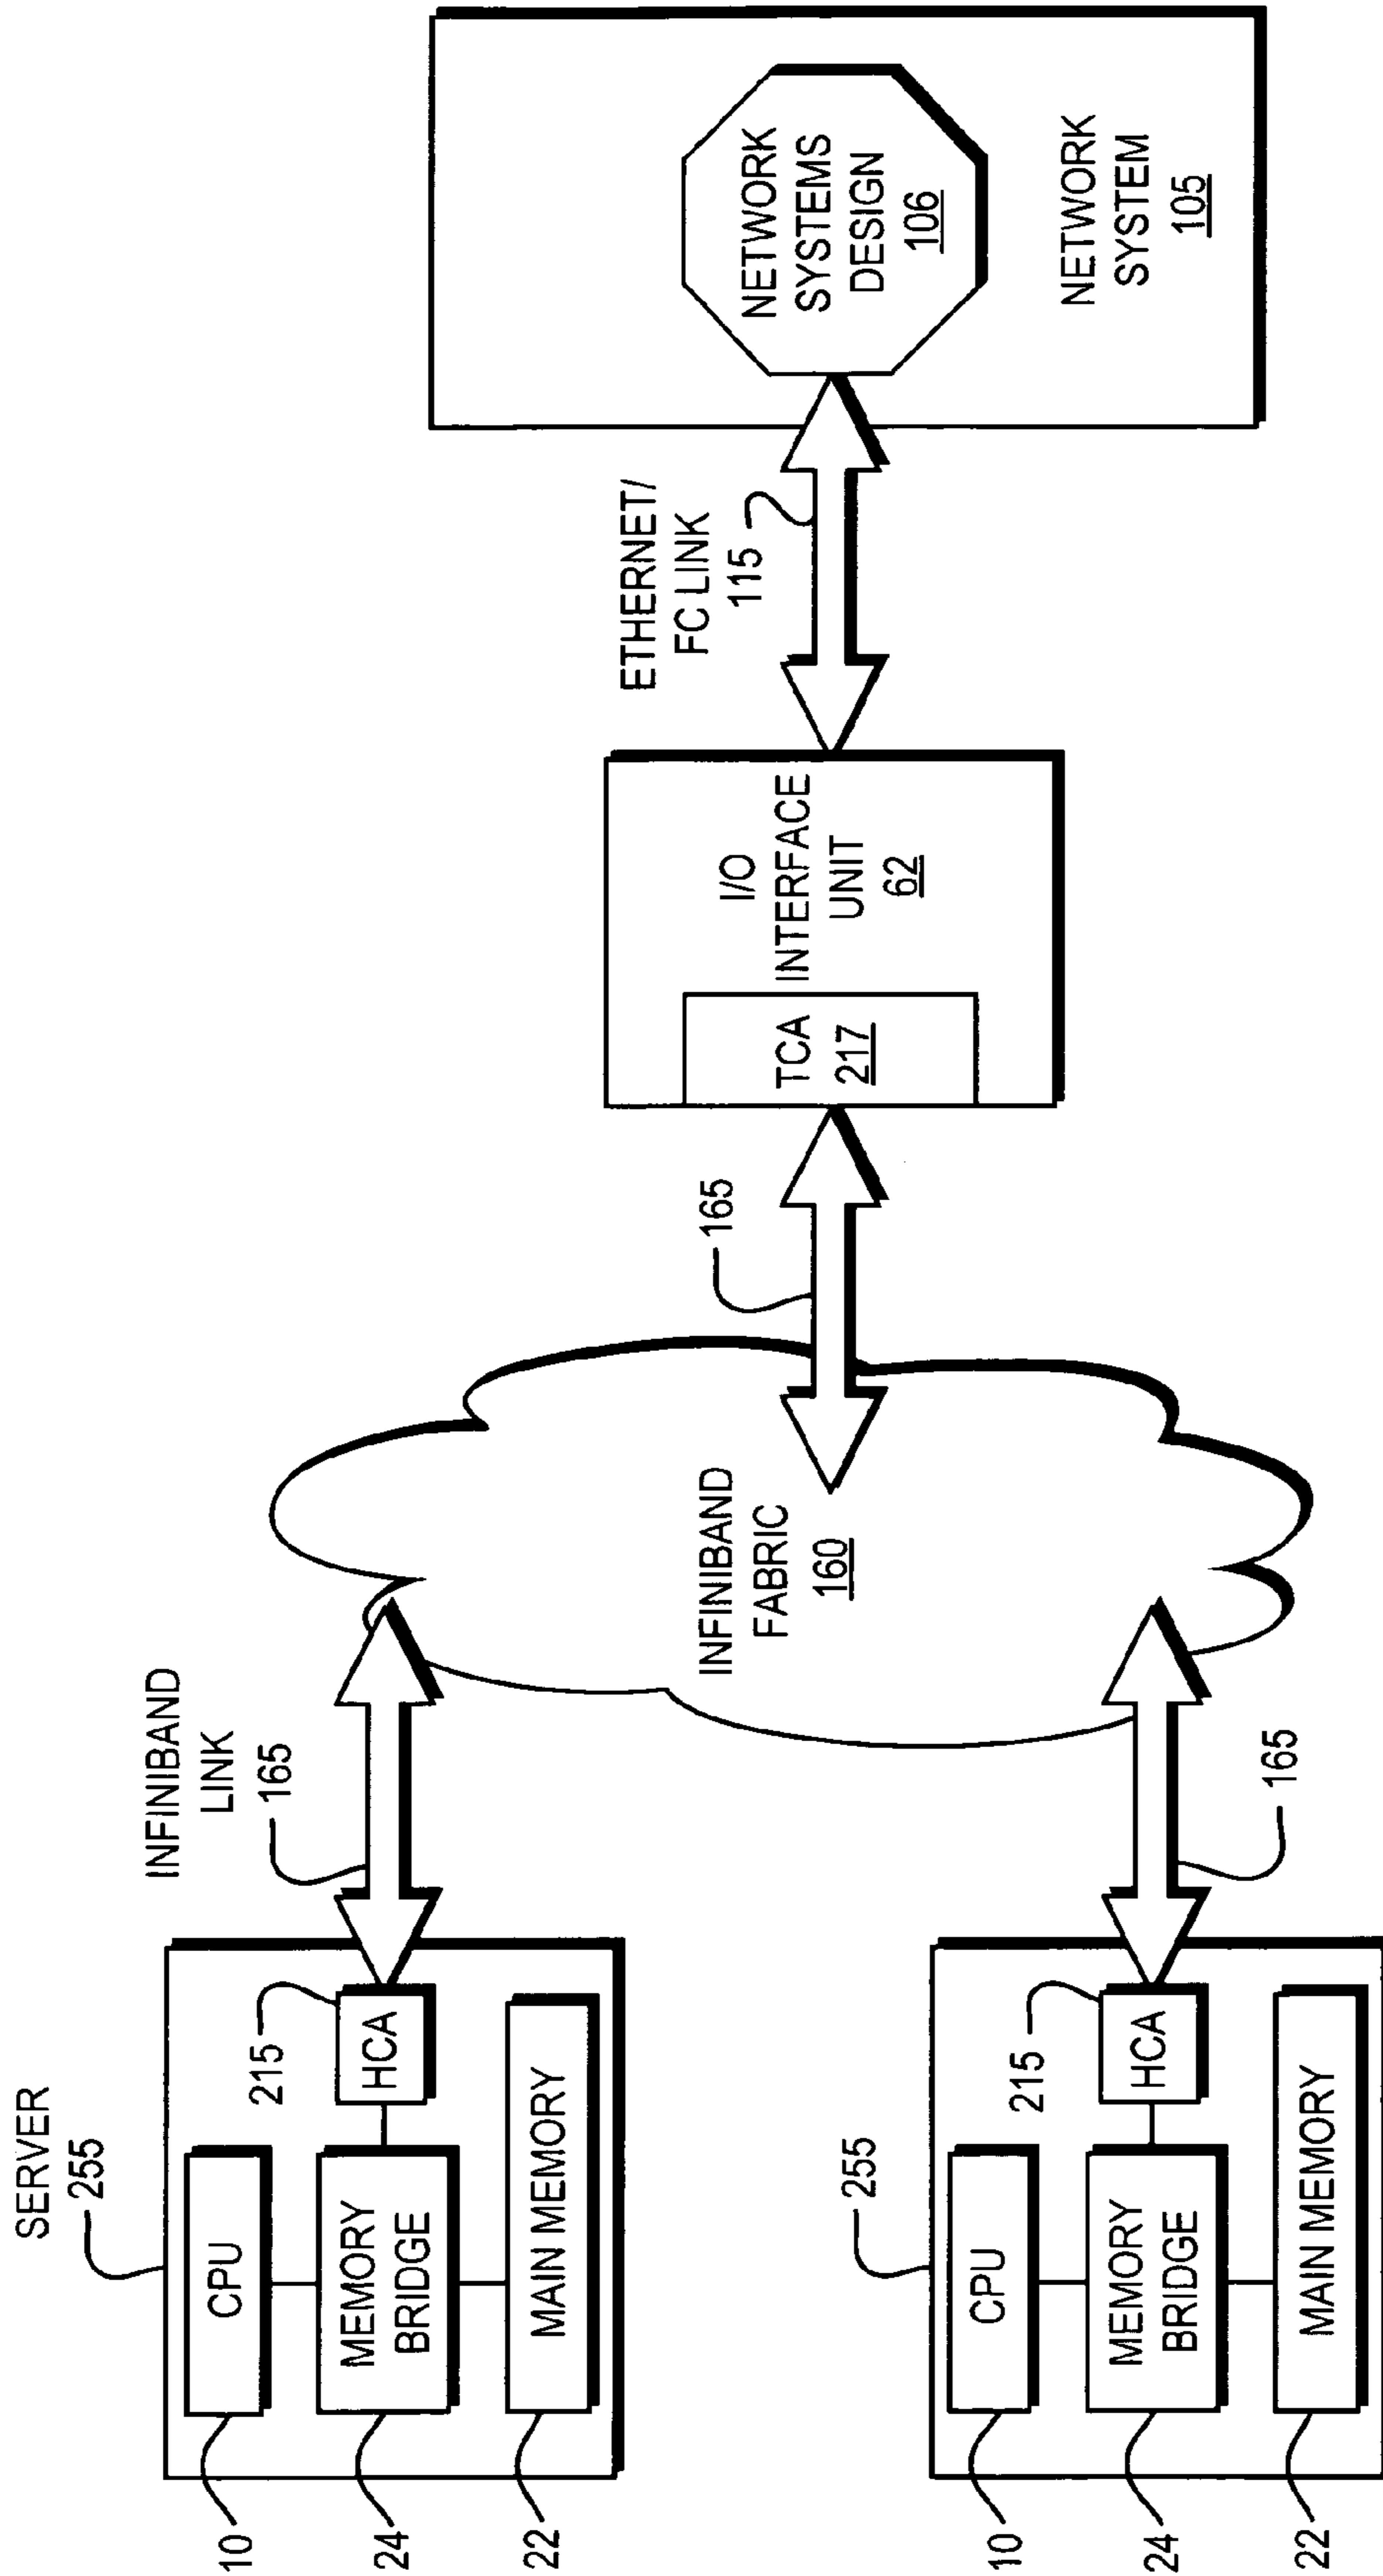 SERVER
255
CPU
10
MEMORY
BRIDGE
24
MAIN MEMORY
22
215
HCA
INFINIBAND
LINK
165
255
CPU
10
MEMORY
BRIDGE
24
MAIN MEMORY
22
215
HCA
165
INFINIBAND
FABRIC
160
165
TCA
217
I/O
INTERFACE
UNIT
62
ETHERNET/
FC LINK
115
NETWORK
SYSTEMS
DESIGN
106
NETWORK
SYSTEM
105